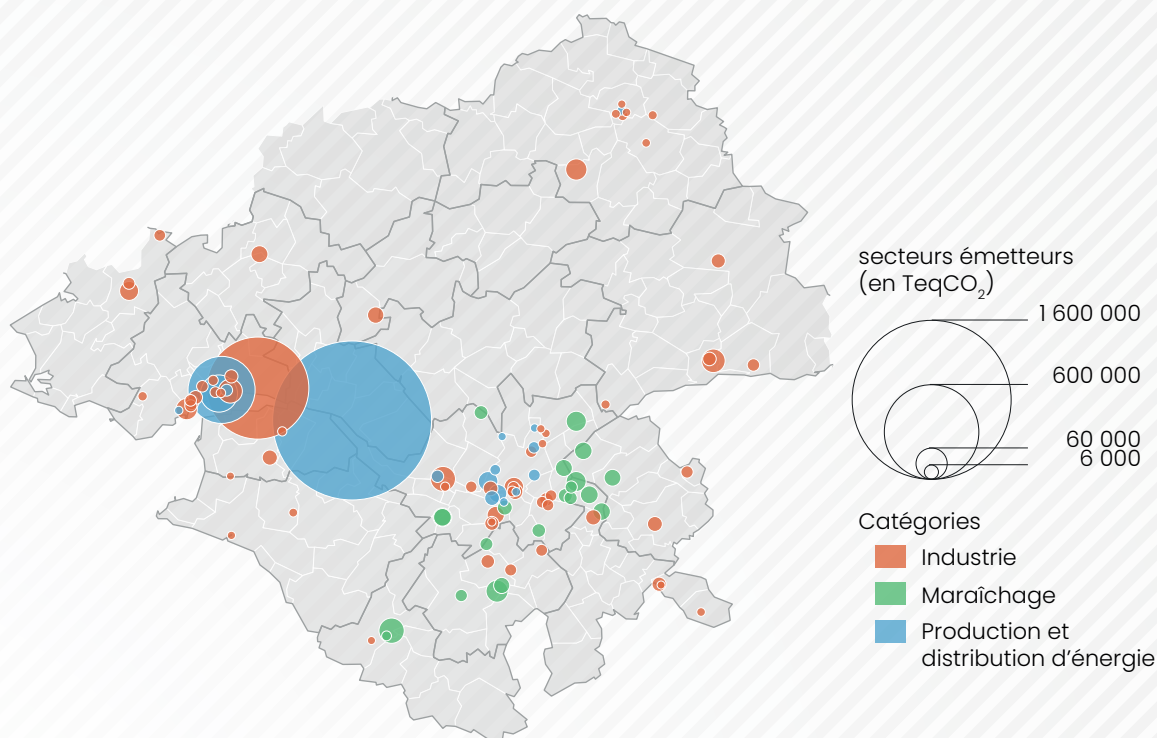 secteurs émetteurs
(en TeqCO₂)
1 600 000
600 000
60 000
6 000
Catégories
Industrie
Maraîchage
Production et
distribution d'énergie